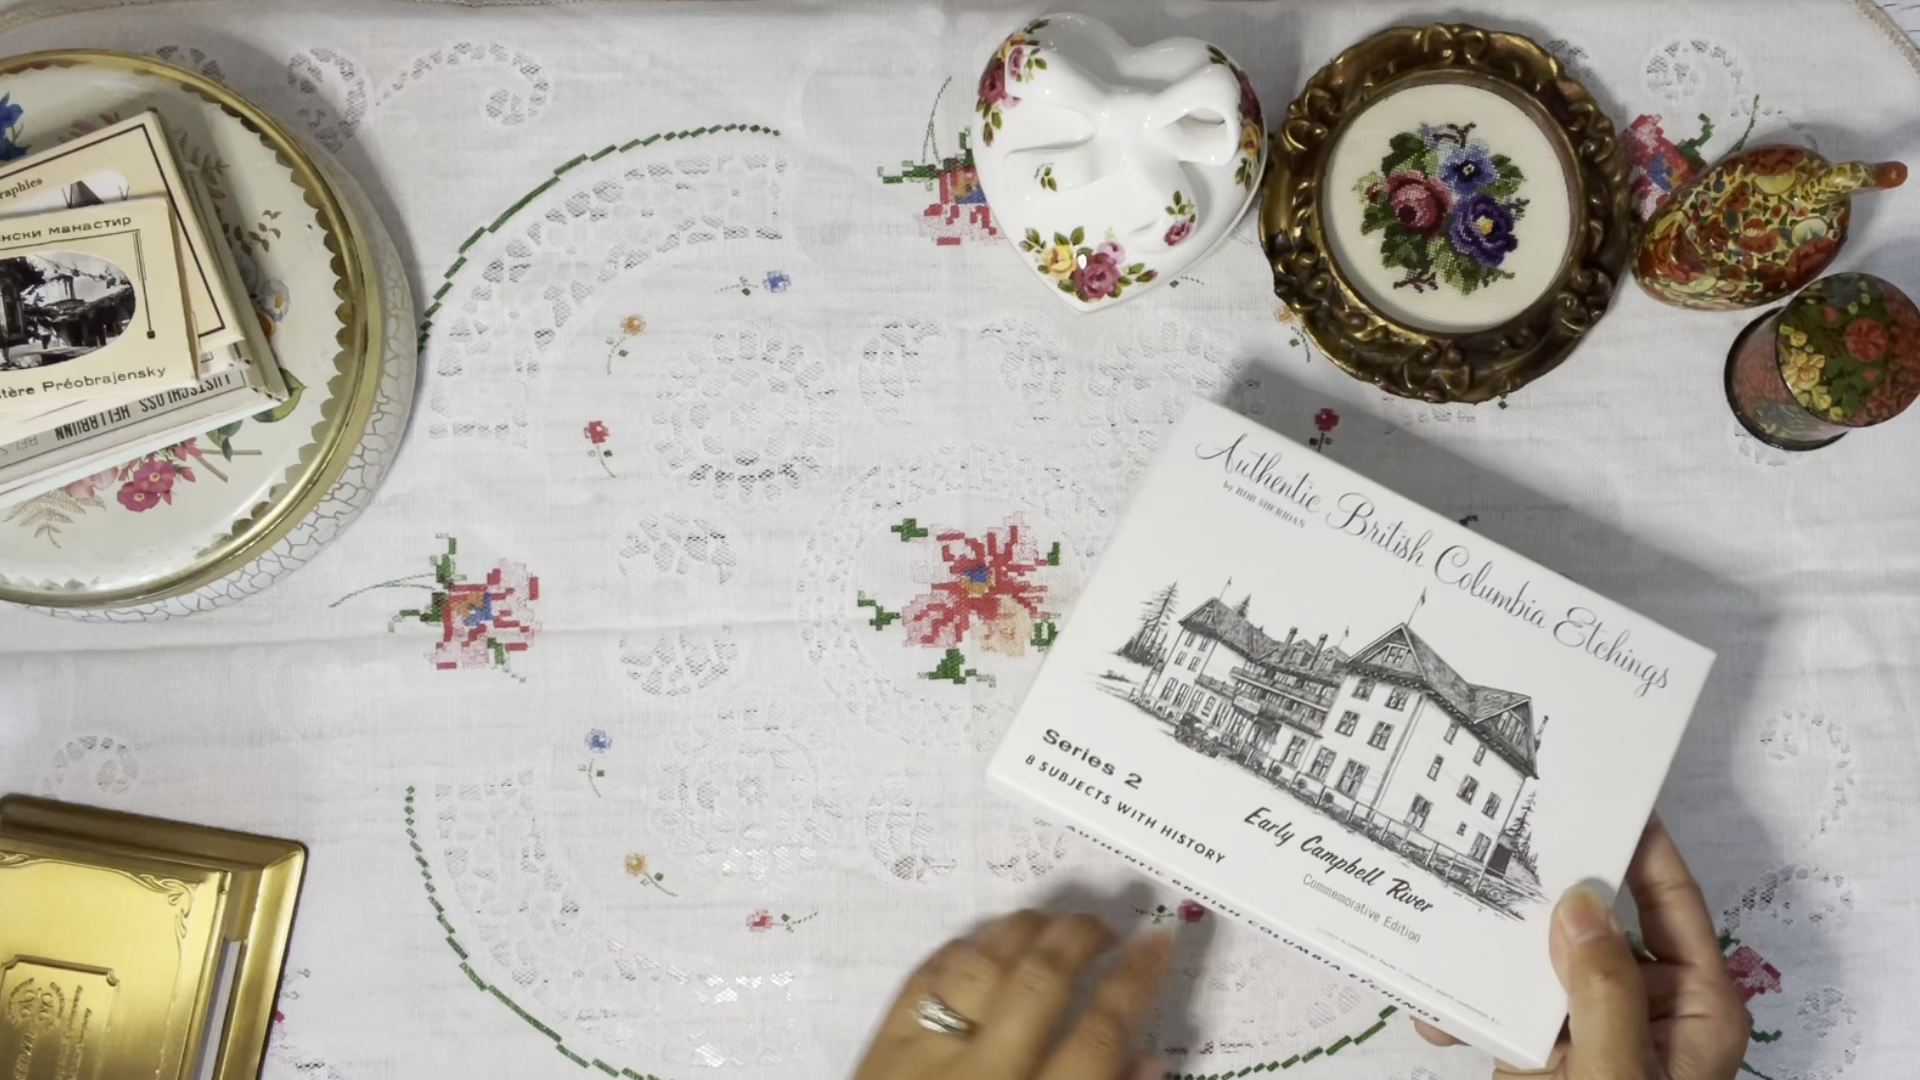 raphies
нски манастир
tère Préobrajensky
LUSTSCHLOSS HELLBRUNN
Authentic British Columbia Etchings
by BOB SHERIDAN
Series 2
8 SUBJECTS WITH HISTORY
Early Campbell River
Commemorative Edition
AUTHENTIC BRITISH COLUMBIA ETCHINGS